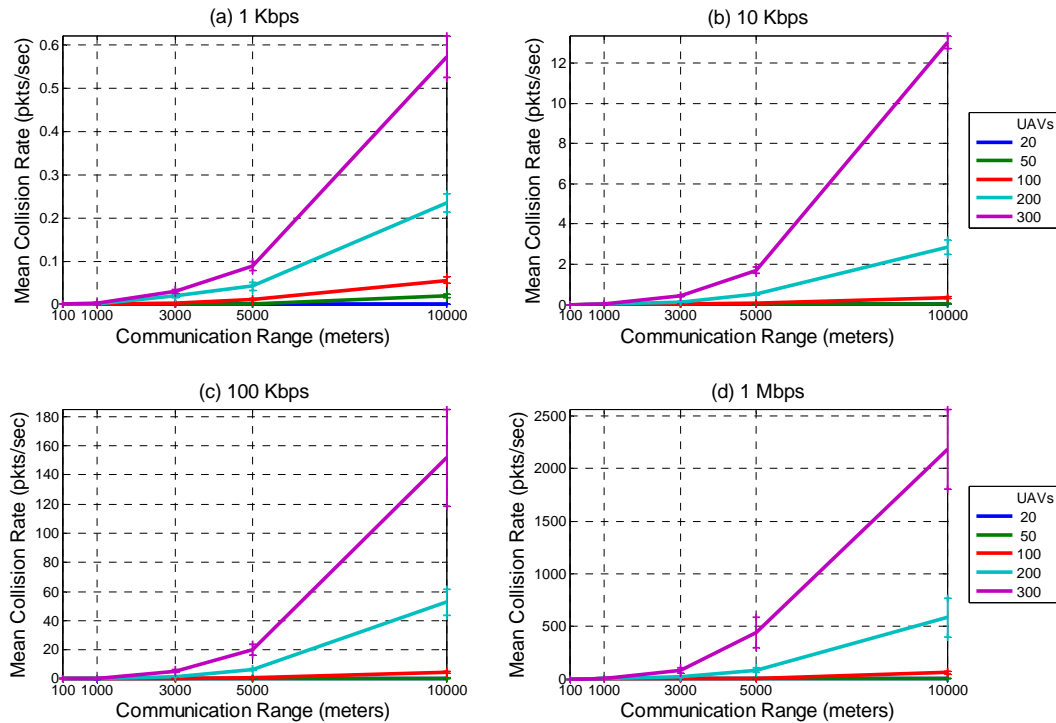 (a) 1 Kbps
Mean Collision Rate (pkts/sec)
0.6
0.5
0.4
0.3
0.2
0.1
0
100 1000 3000 5000 10000
Communication Range (meters)
(b) 10 Kbps
Mean Collision Rate (pkts/sec)
12
10
8
6
4
2
0
100 1000 3000 5000 10000
Communication Range (meters)
UAVs
20
50
100
200
300
(c) 100 Kbps
Mean Collision Rate (pkts/sec)
180
160
140
120
100
80
60
40
20
0
100 1000 3000 5000 10000
Communication Range (meters)
(d) 1 Mbps
Mean Collision Rate (pkts/sec)
2500
2000
1500
1000
500
0
100 1000 3000 5000 10000
Communication Range (meters)
UAVs
20
50
100
200
300